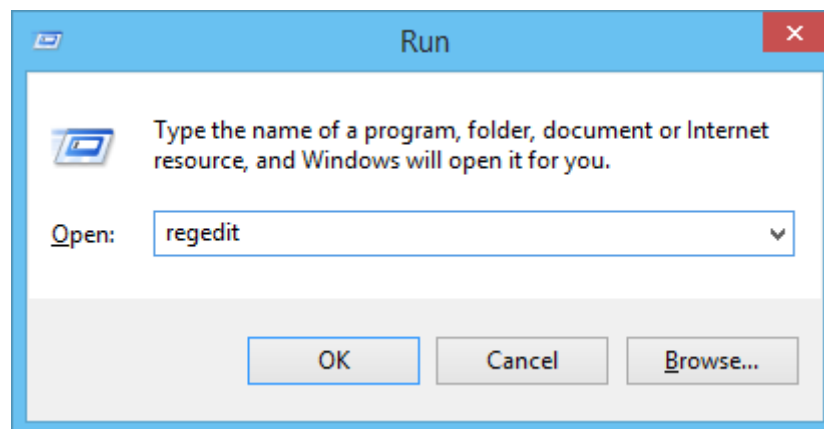 Run
Type the name of a program, folder, document or Internet
resource, and Windows will open it for you.
Open: regedit
OK Cancel Browse...